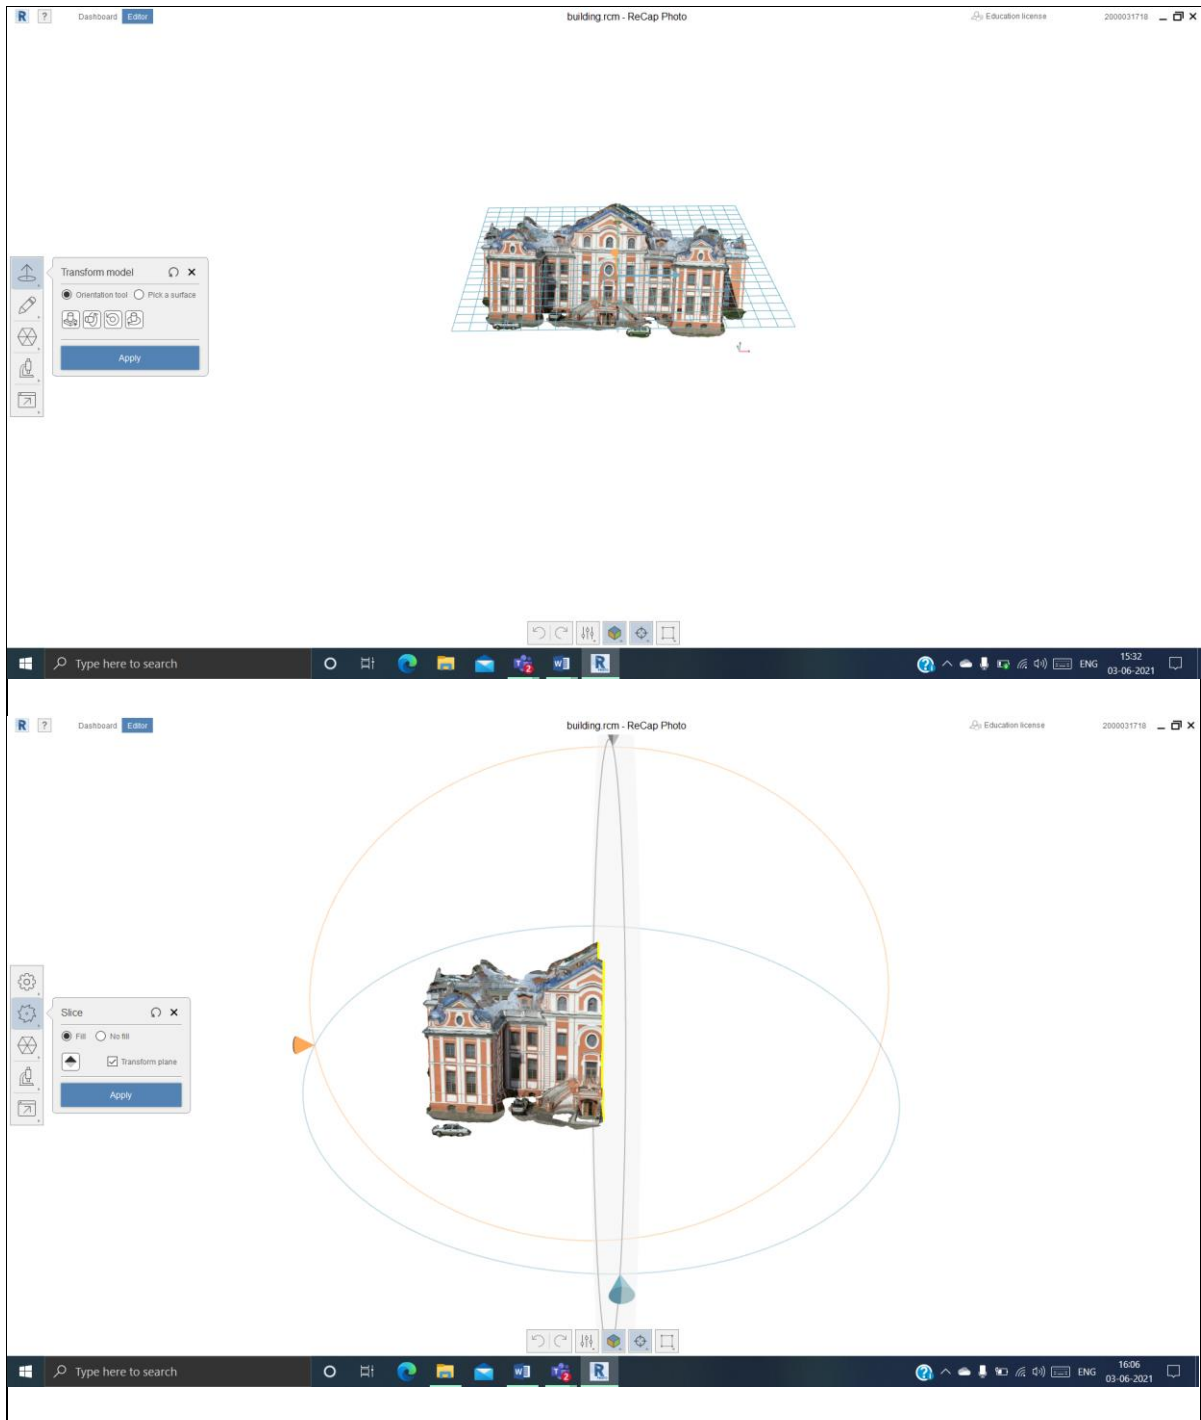 R ? Dashboard Editor building.rcm - ReCap Photo Education license 2000031718
Transform model
Orientation tool Pick a surface
Apply
Type here to search
2 W R
ENG 15:32
03-06-2021
R ? Dashboard Editor building.rcm - ReCap Photo Education license 2000031718
Slice
Fill No fill
Transform plane
Apply
Type here to search
W 2 R
ENG 16:06
03-06-2021